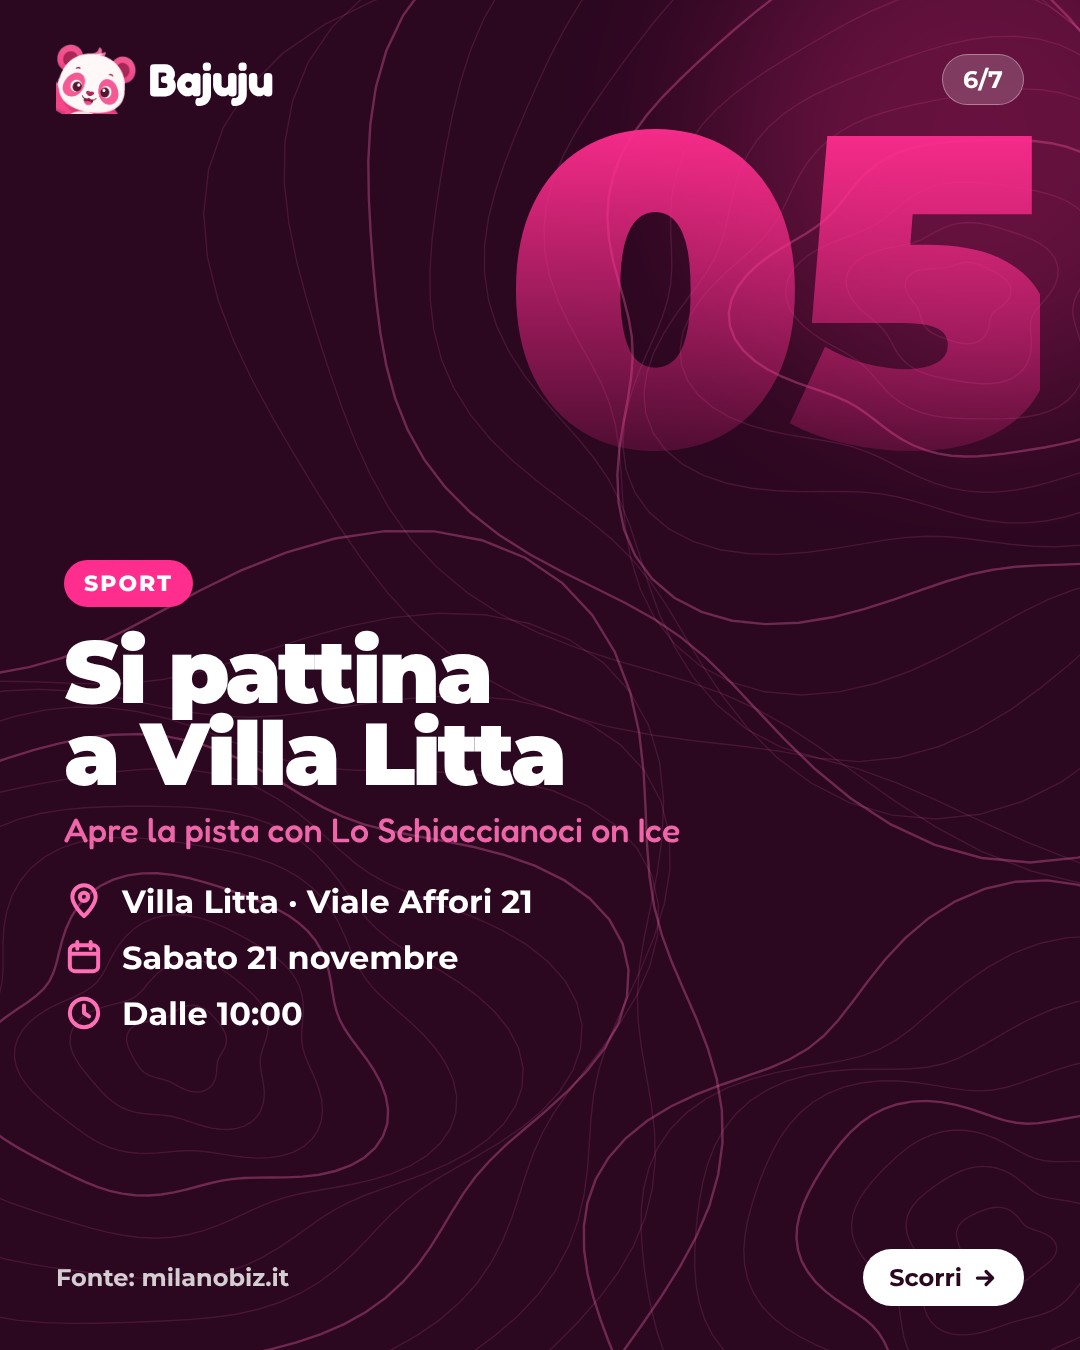 Bajuju
6/7
05
SPORT
Si pattina
a Villa Litta
Apre la pista con Lo Schiaccianoci on Ice
Villa Litta · Viale Affori 21
Sabato 21 novembre
Dalle 10:00
Fonte: milanobiz.it
Scorri →